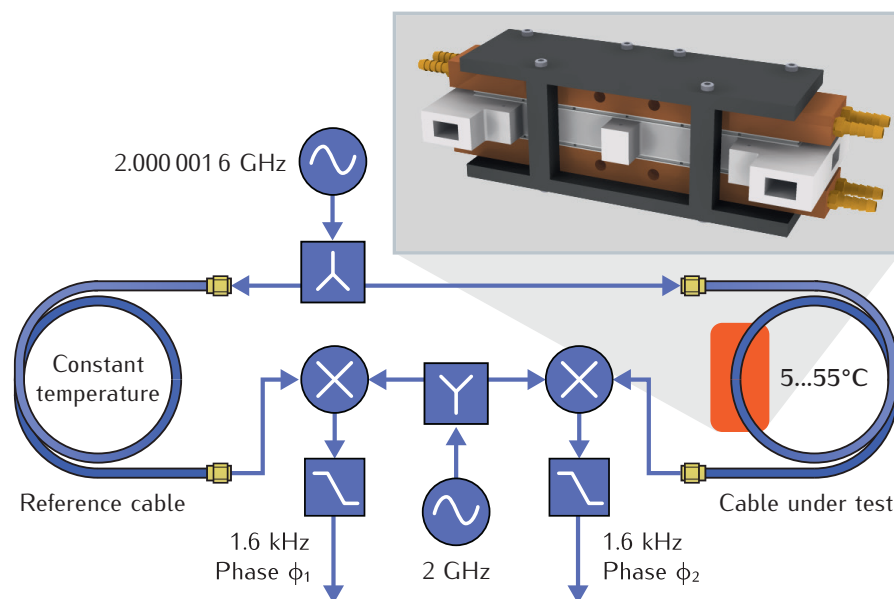 2.000 001 6 GHz
Constant
temperature
5...55°C
Reference cable
Cable under test
1.6 kHz
Phase ϕ₁
2 GHz
1.6 kHz
Phase ϕ₂